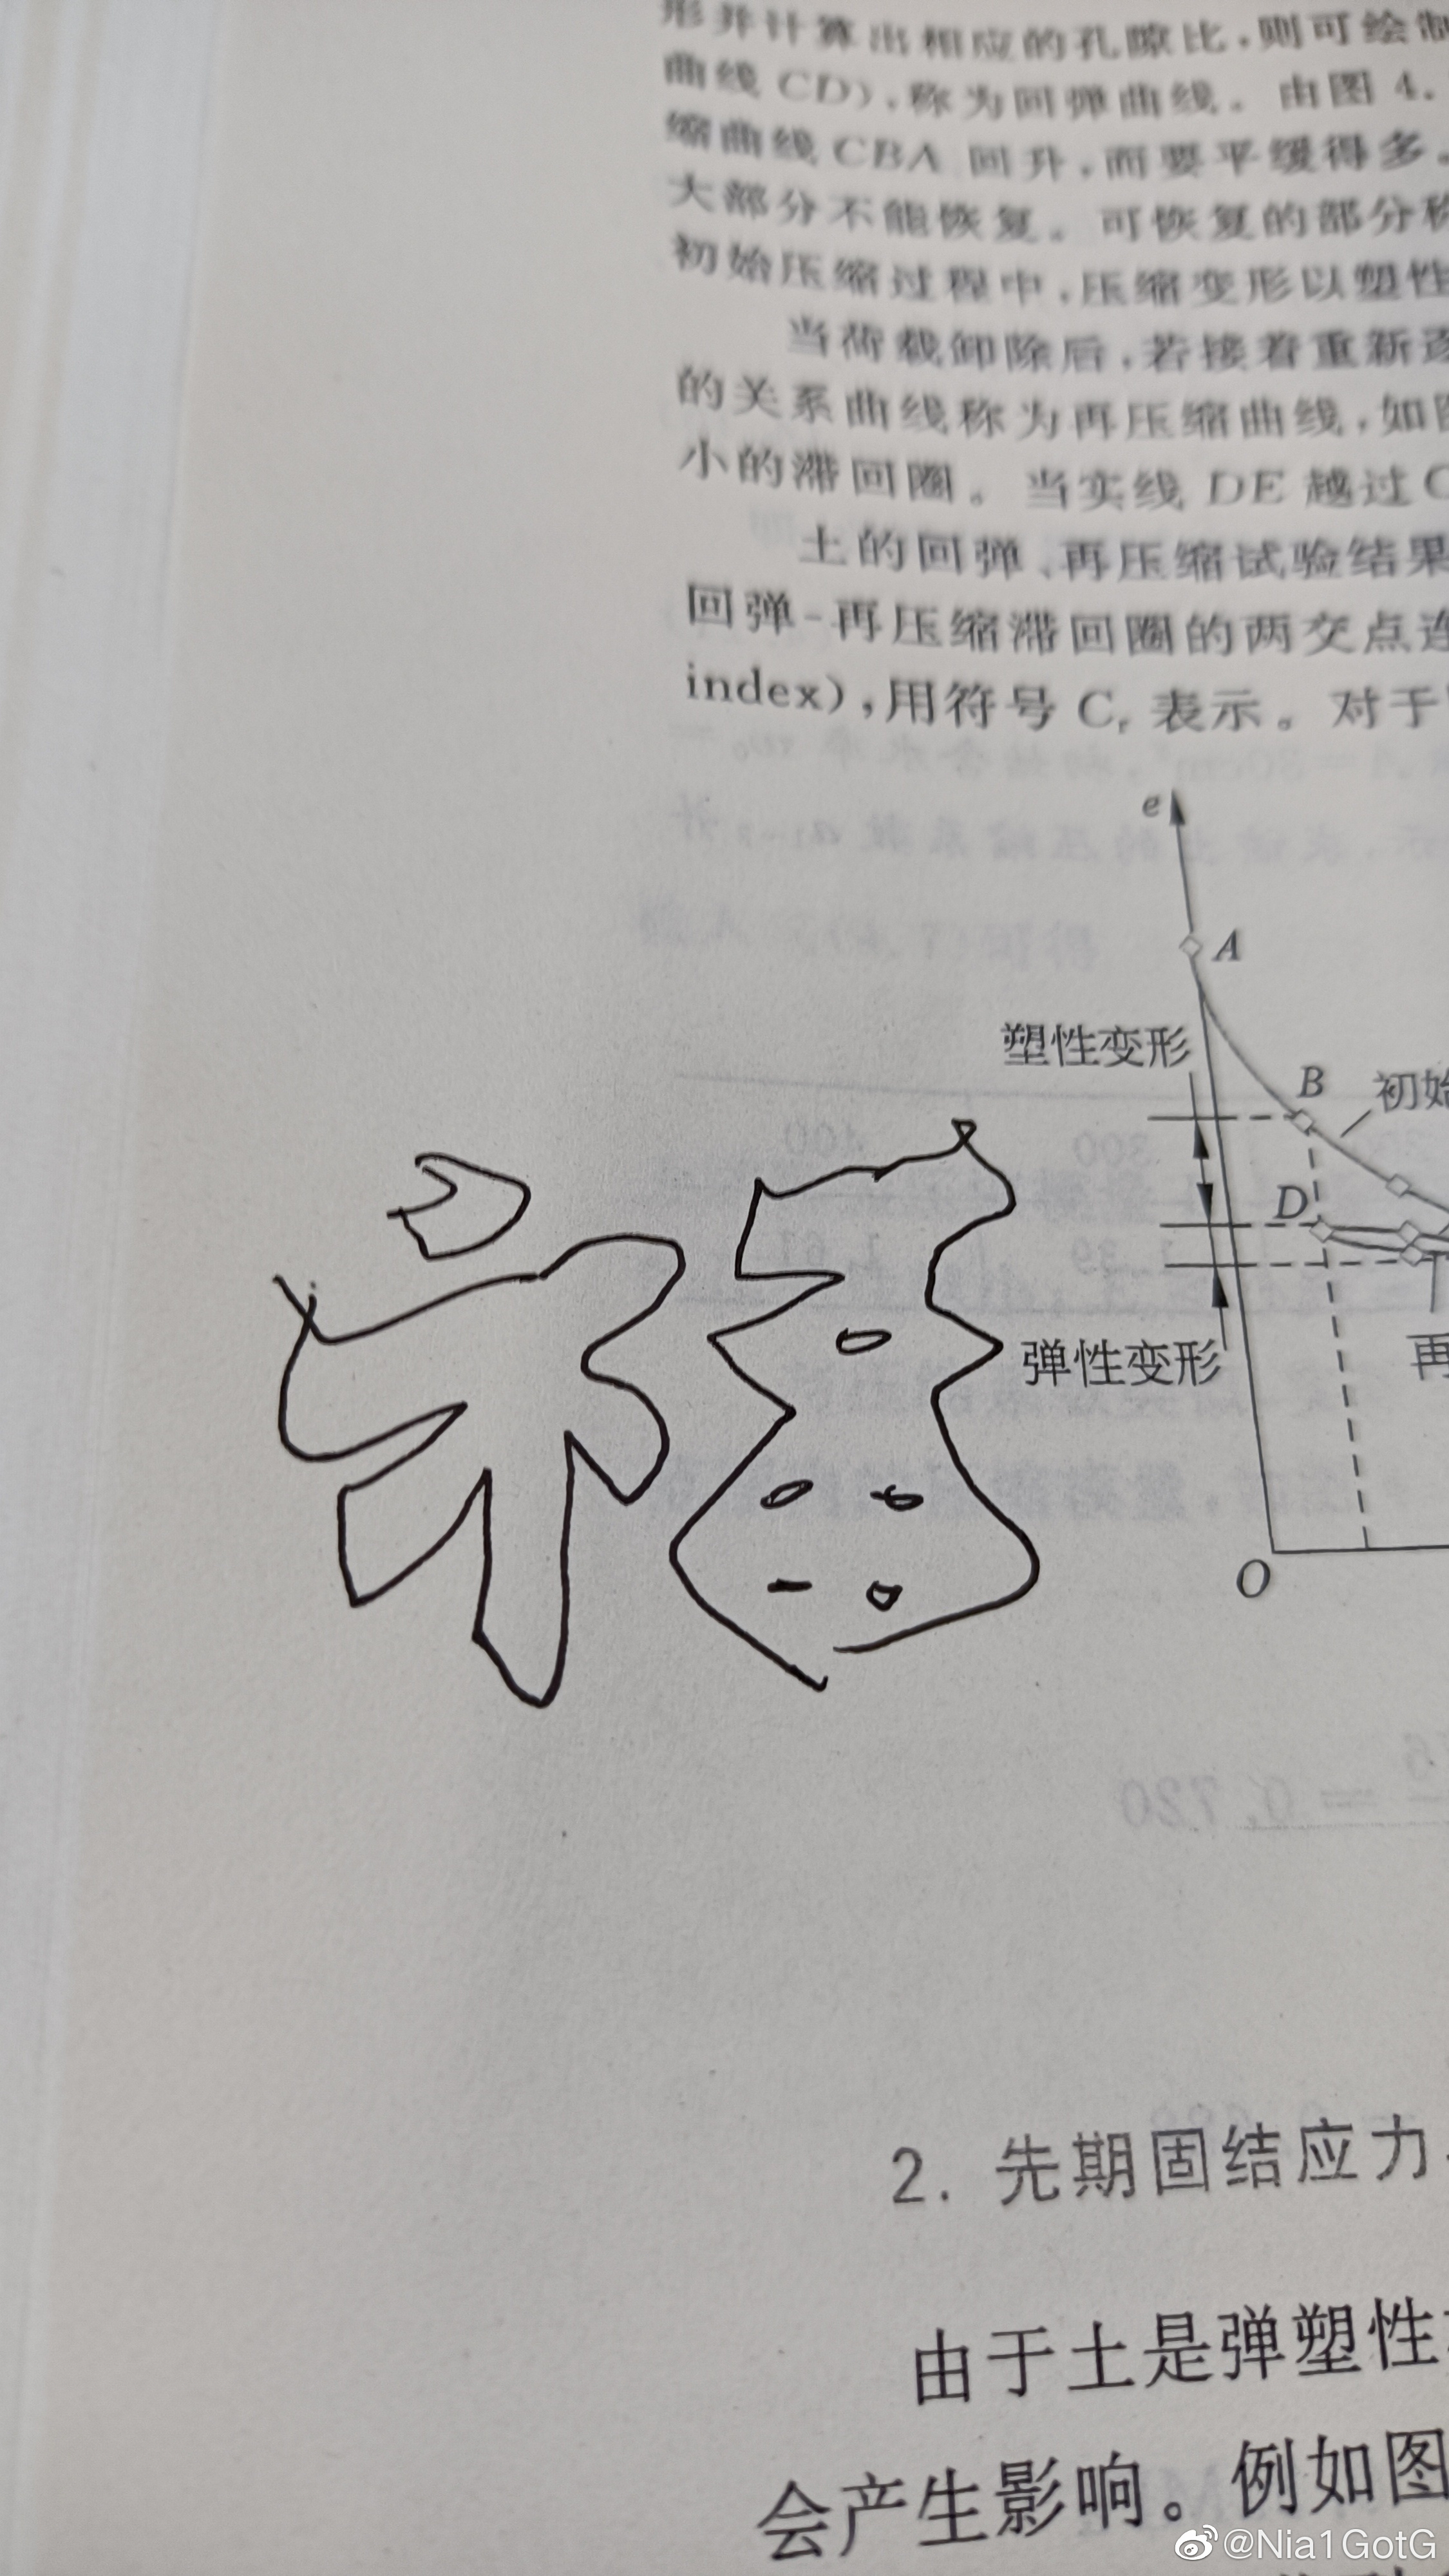 形并计算出相应的孔隙比,则可绘制
曲线 CD),称为回弹曲线。由图 4.
缩曲线 CBA 回升,而要平缓得多。
大部分不能恢复。可恢复的部分称
初始压缩过程中,压缩变形以塑性
当荷载卸除后,若接着重新逐
的关系曲线称为再压缩曲线,如图
小的滞回圈。当实线 DE 越过 C
土的回弹、再压缩试验结果
回弹-再压缩滞回圈的两交点连
index),用符号 Cr 表示。对于
e
A
塑性变形
B
初始
D
弹性变形
再
O
福
2. 先期固结应力
由于土是弹塑性
会产生影响。例如图
@Nia1GotG